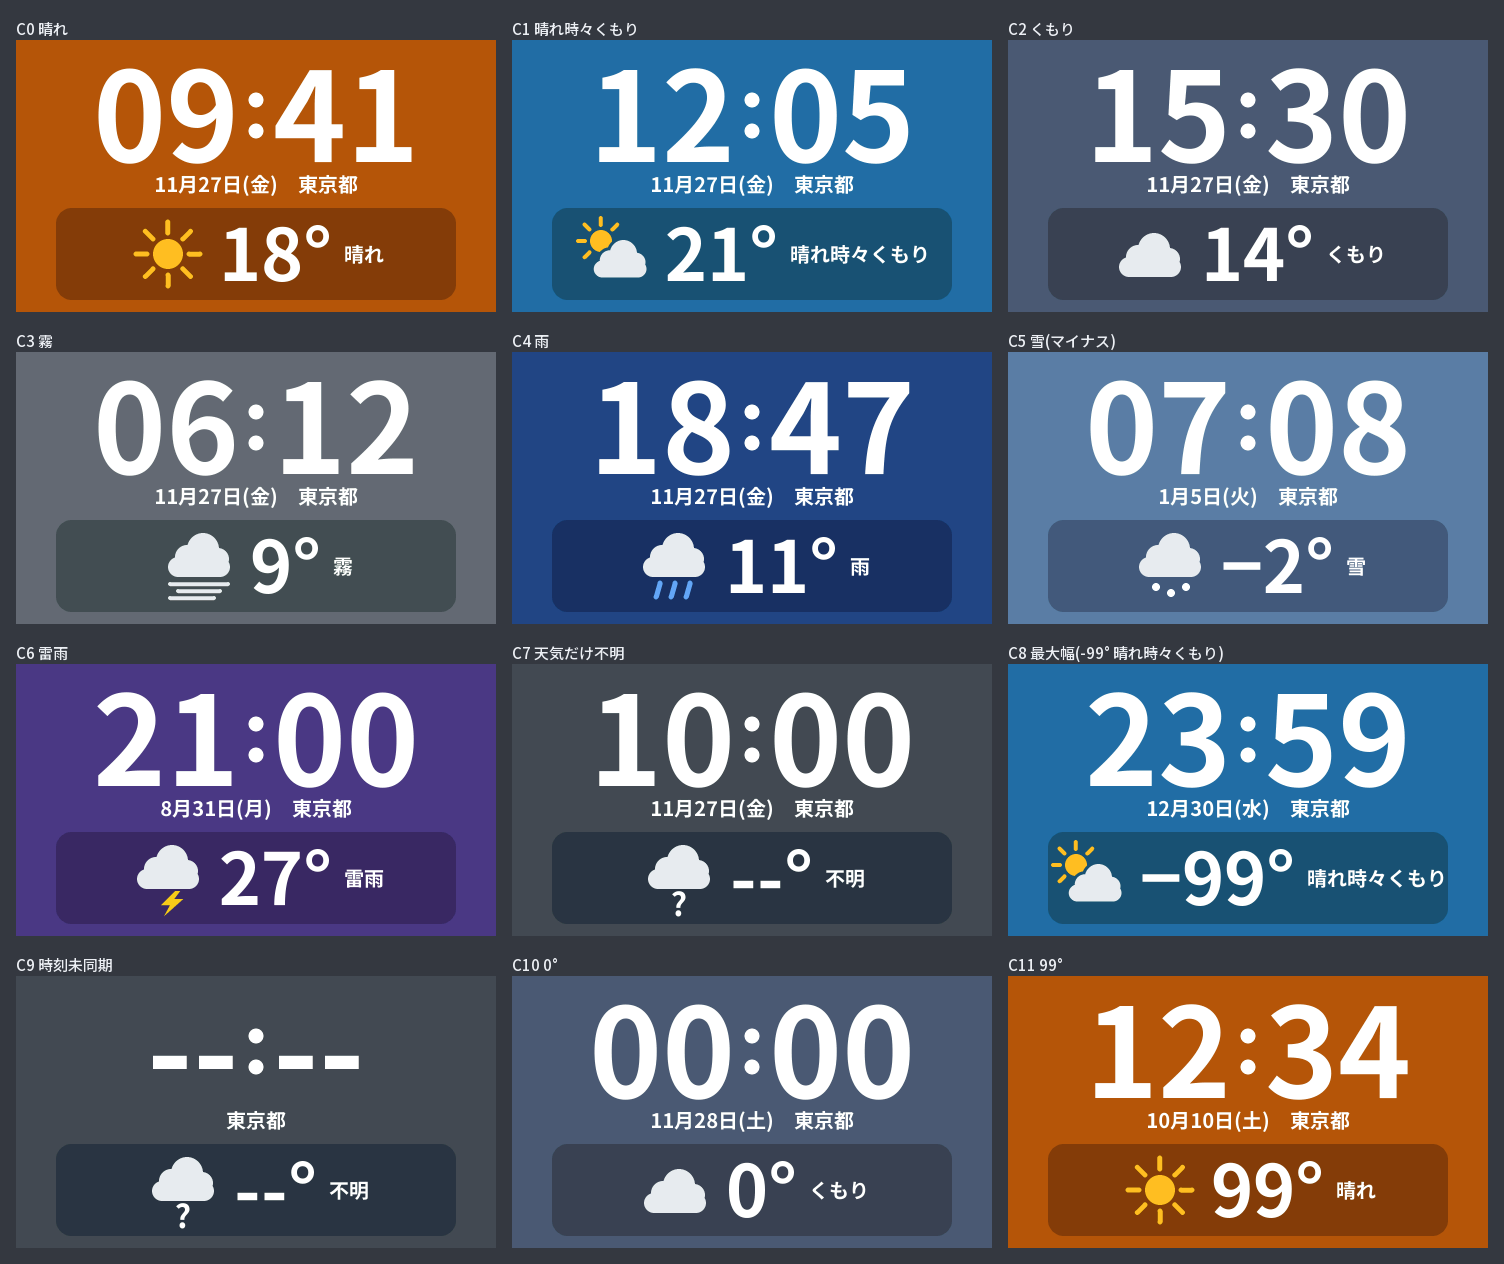 C0 晴れ
09:41
11月27日(金)　東京都
18° 晴れ
C1 晴れ時々くもり
12:05
11月27日(金)　東京都
21° 晴れ時々くもり
C2 くもり
15:30
11月27日(金)　東京都
14° くもり
C3 霧
06:12
11月27日(金)　東京都
9° 霧
C4 雨
18:47
11月27日(金)　東京都
11° 雨
C5 雪(マイナス)
07:08
1月5日(火)　東京都
−2° 雪
C6 雷雨
21:00
8月31日(月)　東京都
27° 雷雨
C7 天気だけ不明
10:00
11月27日(金)　東京都
? --° 不明
C8 最大幅(-99° 晴れ時々くもり)
23:59
12月30日(水)　東京都
−99° 晴れ時々くもり
C9 時刻未同期
--:--
東京都
? --° 不明
C10 0°
00:00
11月28日(土)　東京都
0° くもり
C11 99°
12:34
10月10日(土)　東京都
99° 晴れ